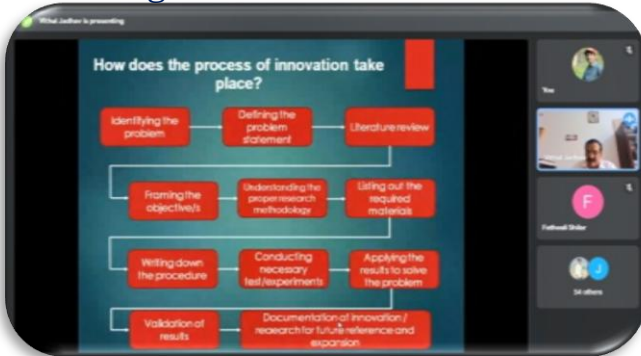 Vithal Jadhav is presenting
How does the process of innovation take
place?
Identifying the
problem
Defining the
problem
statement
Literature review
Framing the
objective/s
Understanding the
proper research
methodology
Listing out the
required
materials
Writing down
the procedure
Conducting
necessary
test/experiments
Applying the
results to solve
the problem
Validation of
results
Documentation of innovation /
research for future reference and
expansion
You
F
J
54 others